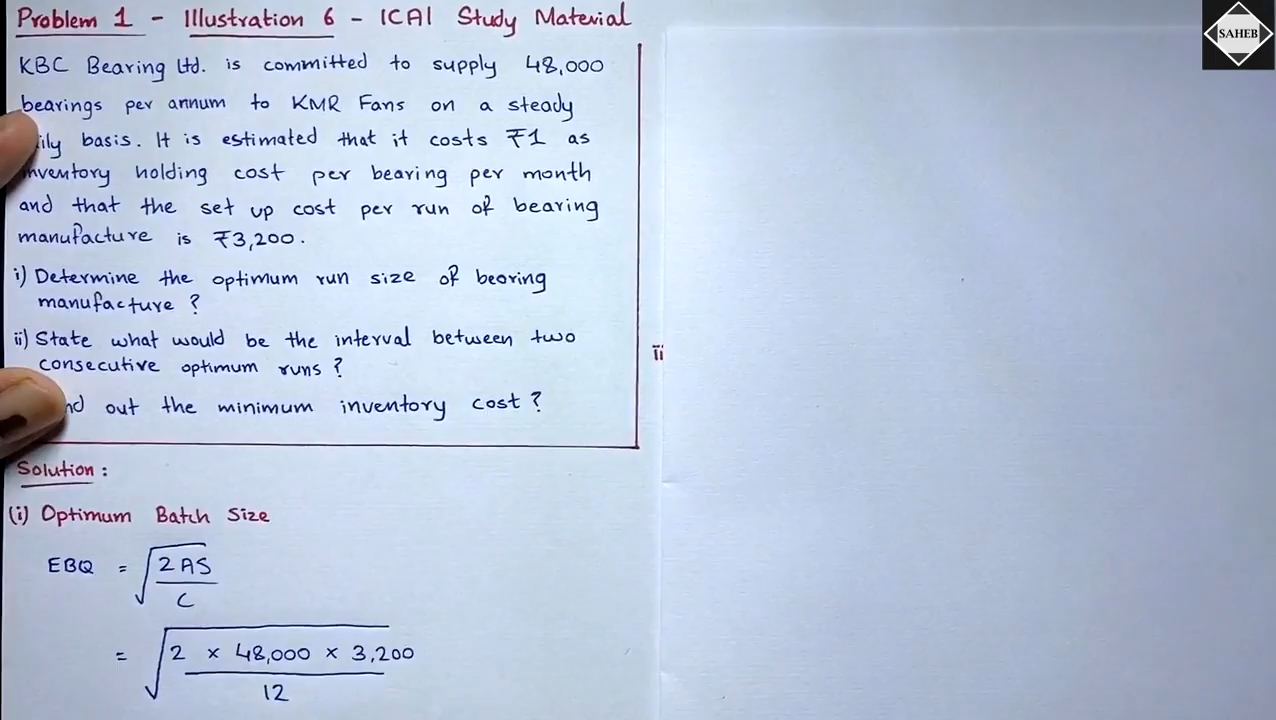 Problem 1 - Illustration 6 - ICAI Study Material
SAHEB
KBC Bearing Ltd. is committed to supply 48,000
bearings per annum to KMR Fans on a steady
ily basis. It is estimated that it costs ₹1 as
inventory holding cost per bearing per month
and that the set up cost per run of bearing
manufacture is ₹3,200.
i) Determine the optimum run size of bearing
manufacture ?
ii) State what would be the interval between two
consecutive optimum runs ?
nd out the minimum inventory cost ?
ii
Solution :
(i) Optimum Batch Size
EBQ = √2AS
C
= √2 × 48,000 × 3,200
12